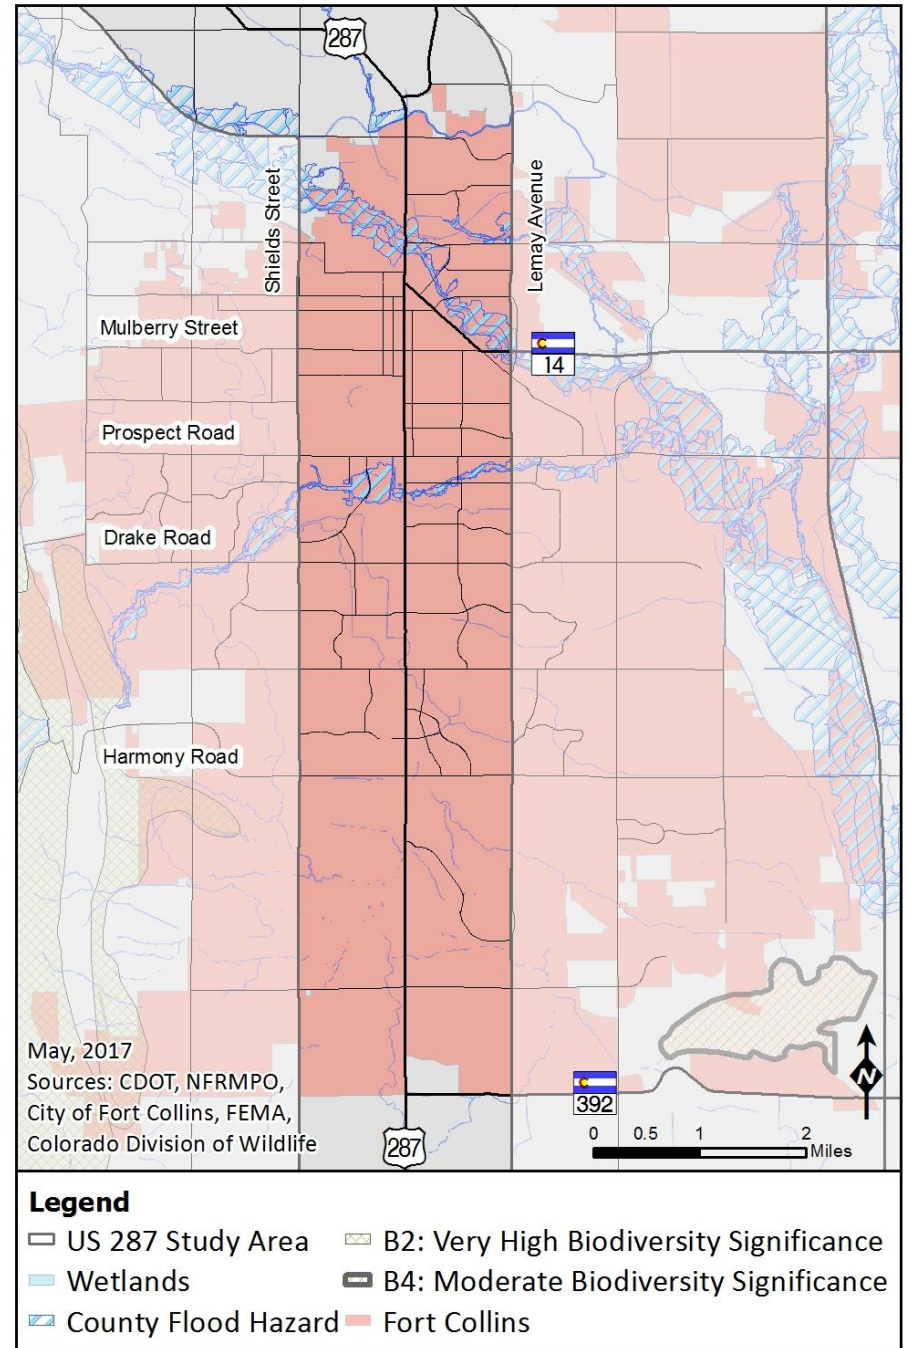 287
Shields Street
Lemay Avenue
Mulberry Street
14
Prospect Road
Drake Road
Harmony Road
May, 2017
Sources: CDOT, NFRMPO,
City of Fort Collins, FEMA,
Colorado Division of Wildlife
287
392
N
0 0.5 1 2
Miles
Legend
US 287 Study Area
Wetlands
County Flood Hazard
B2: Very High Biodiversity Significance
B4: Moderate Biodiversity Significance
Fort Collins